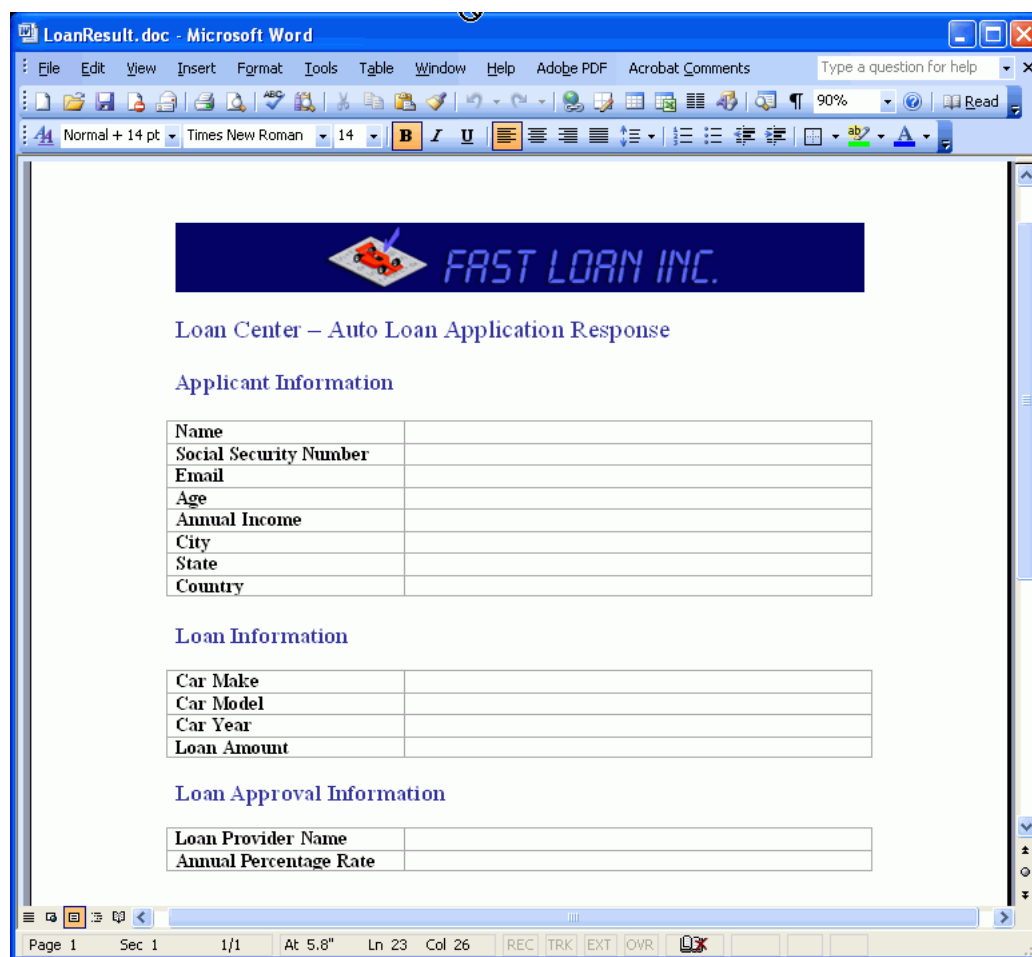 LoanResult.doc - Microsoft Word
File Edit View Insert Format Tools Table Window Help Adobe PDF Acrobat Comments Type a question for help
ABC ¶ 90% Read
Normal + 14 pt Times New Roman 14 B I U ab A
FAST LOAN INC.
Loan Center – Auto Loan Application Response
Applicant Information
Name
Social Security Number
Email
Age
Annual Income
City
State
Country
Loan Information
Car Make
Car Model
Car Year
Loan Amount
Loan Approval Information
Loan Provider Name
Annual Percentage Rate
Page 1 Sec 1 1/1 At 5.8" Ln 23 Col 26 REC TRK EXT OVR